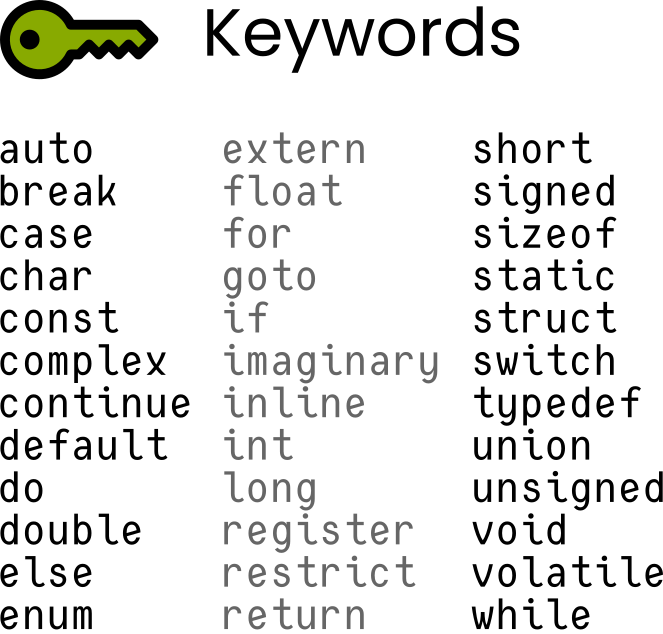 Keywords
auto
break
case
char
const
complex
continue
default
do
double
else
enum
extern
float
for
goto
if
imaginary
inline
int
long
register
restrict
return
short
signed
sizeof
static
struct
switch
typedef
union
unsigned
void
volatile
while